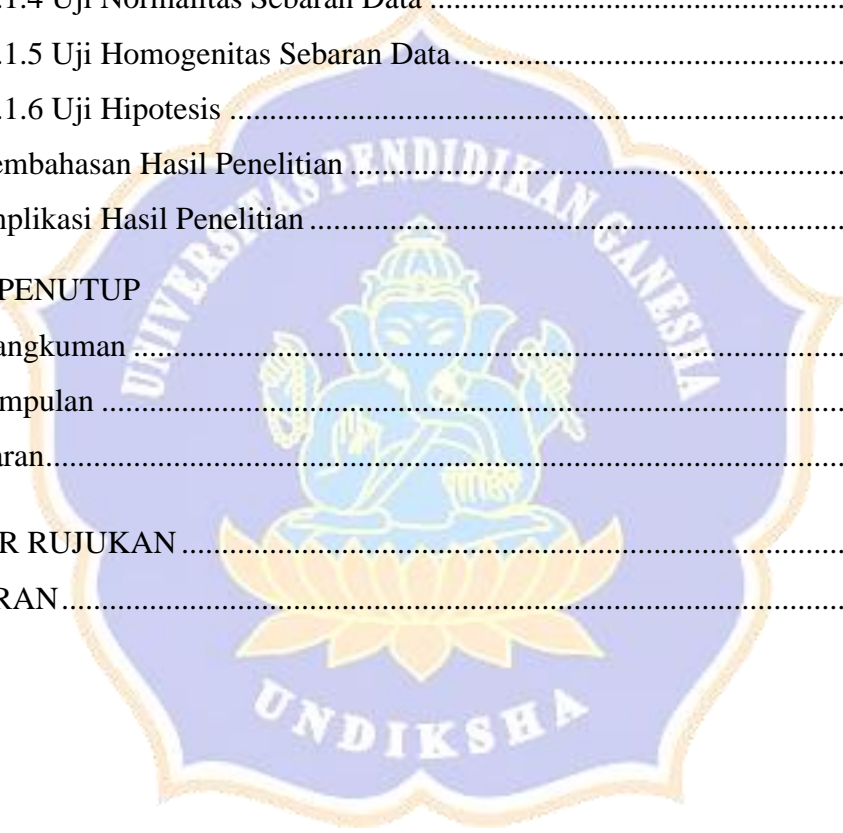 .1.4 Uji Normalitas Sebaran Data ....................................................
.1.5 Uji Homogenitas Sebaran Data.................................................
.1.6 Uji Hipotesis ..............................................................................
embahasan Hasil Penelitian ..............................................................
nplikasi Hasil Penelitian ...................................................................
PENUTUP
angkuman .........................................................................................
mpulan ..............................................................................................
aran....................................................................................................
R RUJUKAN ....................................................................................
RAN...................................................................................................
UNIVERSITAS PENDIDIKAN GANESHA
UNDIKSHA